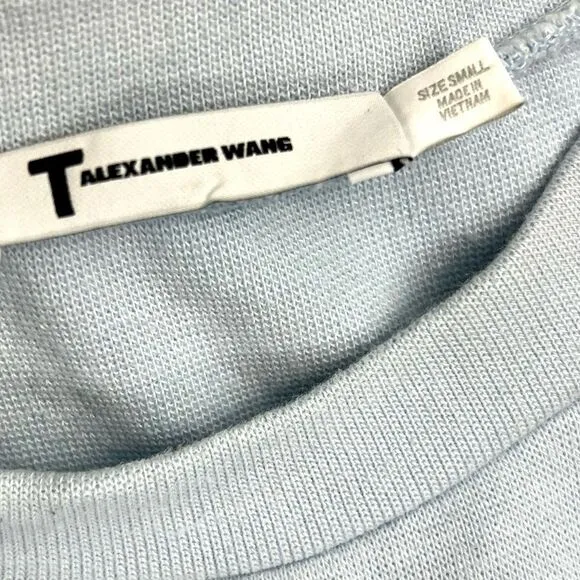 T ALEXANDER WANG
SIZE SMALL
MADE IN
VIETNAM